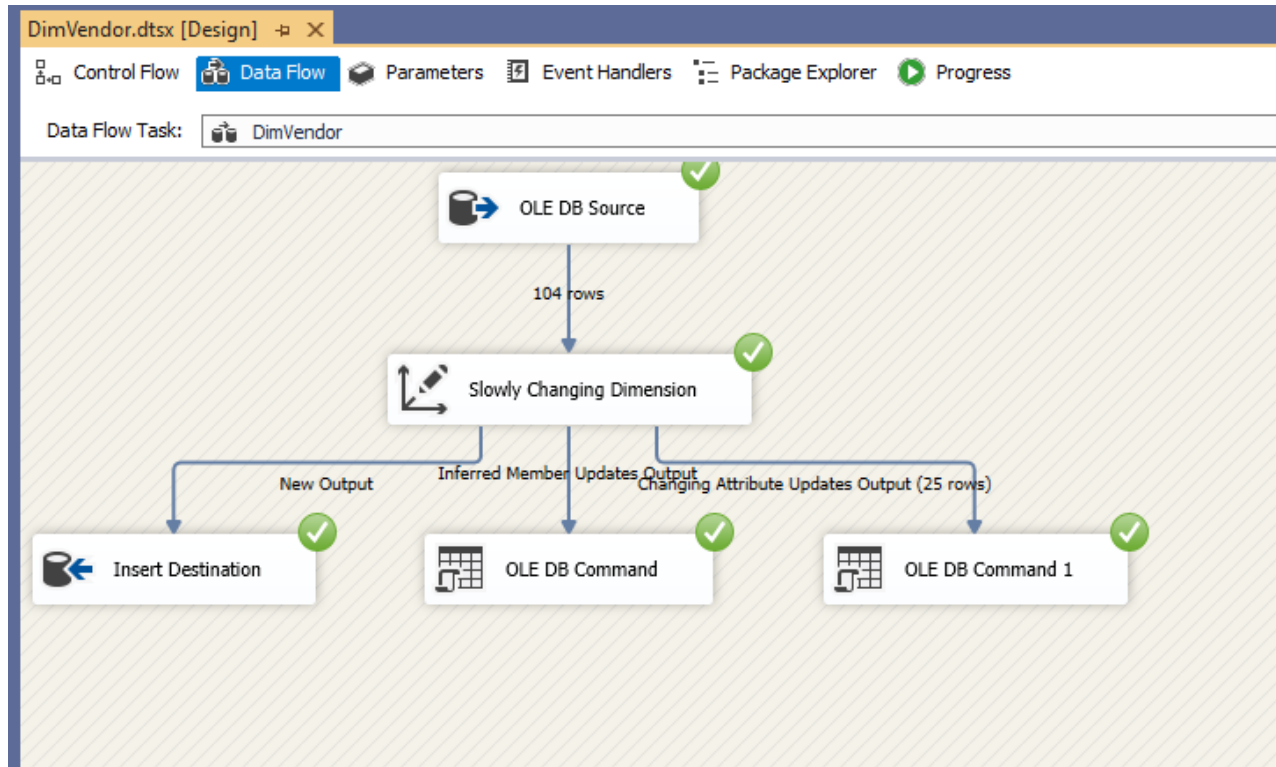 DimVendor.dtsx [Design]
Control Flow Data Flow Parameters Event Handlers Package Explorer Progress
Data Flow Task: DimVendor
OLE DB Source
104 rows
Slowly Changing Dimension
New Output
Inferred Member Updates Output
Changing Attribute Updates Output (25 rows)
Insert Destination
OLE DB Command
OLE DB Command 1